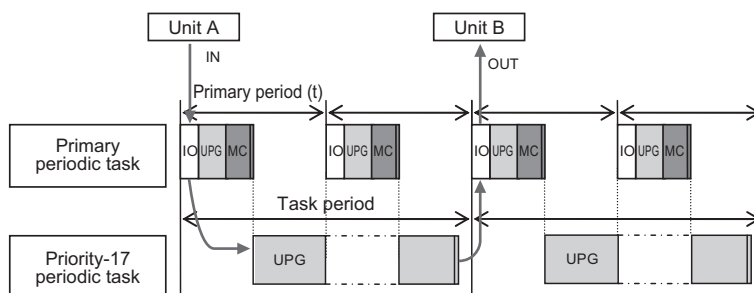 Unit A
Unit B
IN
OUT
Primary period (t)
Primary
periodic task
IO UPG MC
IO UPG MC
IO UPG MC
IO UPG MC
Task period
Priority-17
periodic task
UPG
UPG